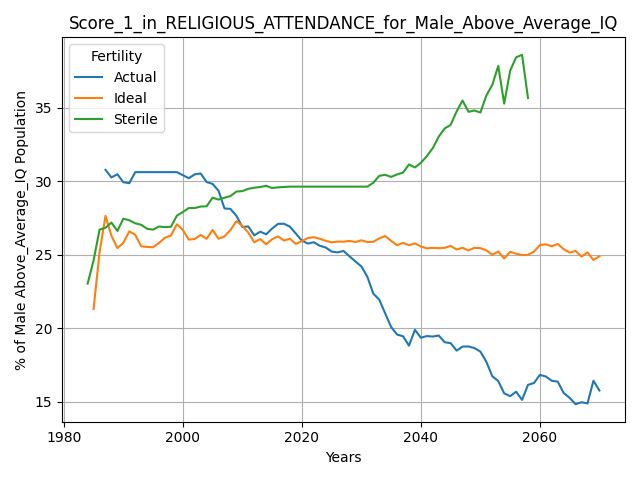 Score_1_in_RELIGIOUS_ATTENDANCE_for_Male_Above_Average_IQ
Fertility
Actual
Ideal
Sterile
% of Male Above_Average_IQ Population
35
30
25
20
15
1980
2000
2020
2040
2060
Years